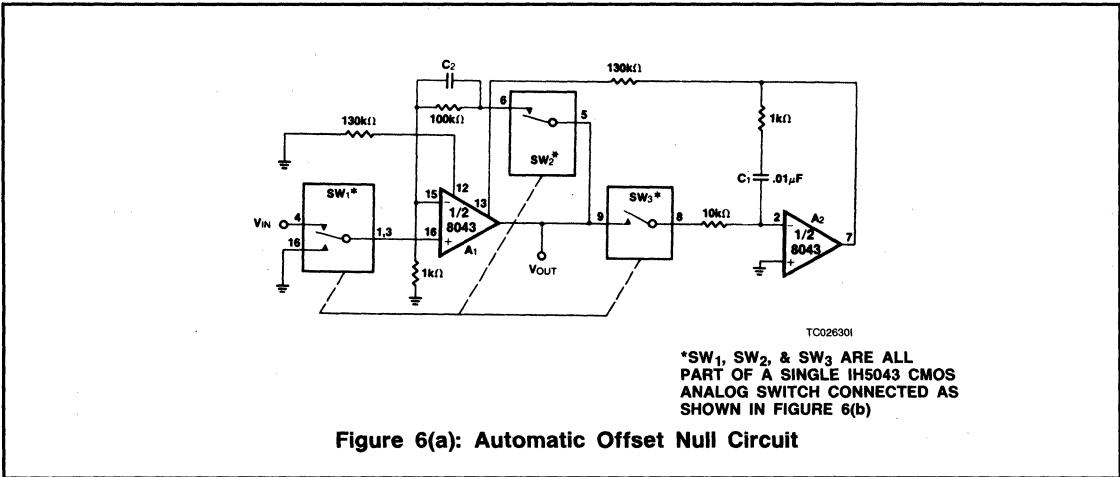 C2
130kΩ
6
100kΩ
5
1kΩ
130kΩ
SW2*
12
SW1*
15
13
SW3*
C1
.01μF
VIN
4
−
1/2
8043
A1
9
8
10kΩ
2
−
A2
1/2
8043
7
16
1,3
16
+
+
1kΩ
VOUT
TC02630I
*SW1, SW2, & SW3 ARE ALL
PART OF A SINGLE IH5043 CMOS
ANALOG SWITCH CONNECTED AS
SHOWN IN FIGURE 6(b)
Figure 6(a): Automatic Offset Null Circuit